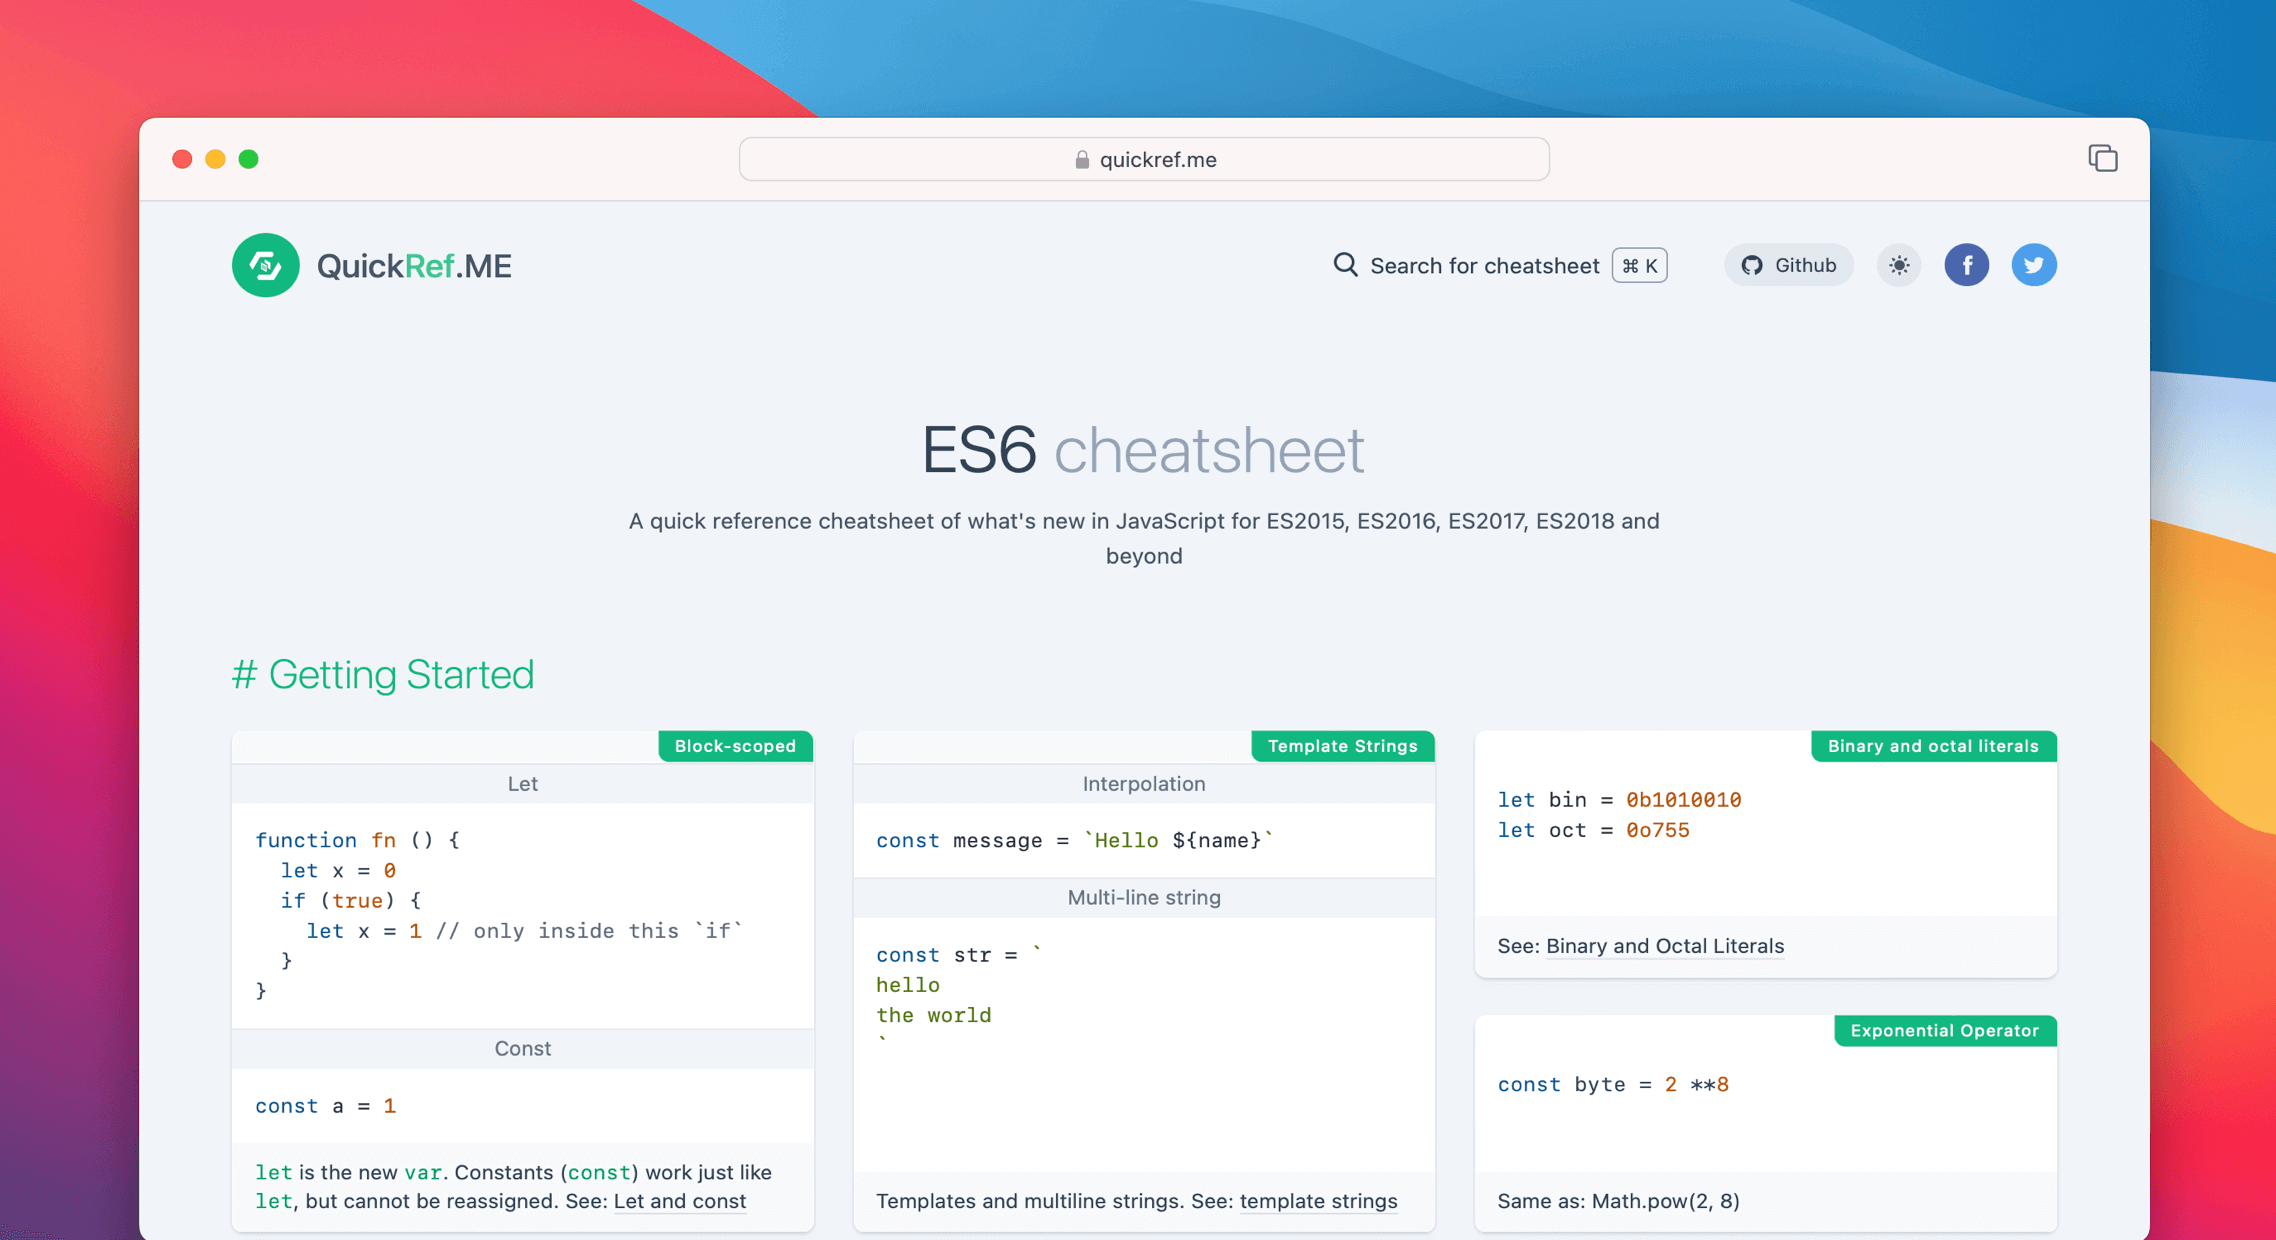 quickref.me
QuickRef.ME
Search for cheatsheet ⌘ K
Github
f
ES6 cheatsheet
A quick reference cheatsheet of what's new in JavaScript for ES2015, ES2016, ES2017, ES2018 and
beyond
# Getting Started
Block-scoped
Let
function fn () {
  let x = 0
  if (true) {
    let x = 1 // only inside this `if`
  }
}
Const
const a = 1
let is the new var. Constants (const) work just like
let, but cannot be reassigned. See: Let and const
Template Strings
Interpolation
const message = `Hello ${name}`
Multi-line string
const str = `
hello
the world
`
Templates and multiline strings. See: template strings
Binary and octal literals
let bin = 0b1010010
let oct = 0o755
See: Binary and Octal Literals
Exponential Operator
const byte = 2 **8
Same as: Math.pow(2, 8)